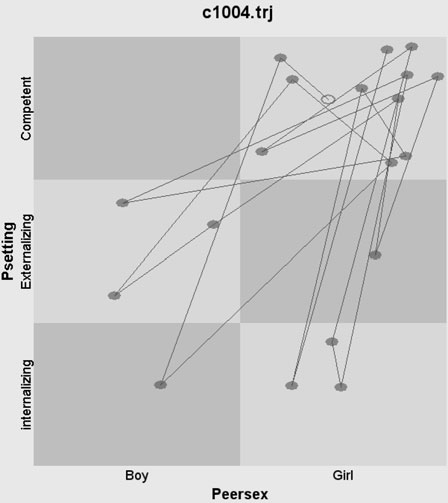 c1004.trj
Psetting
Competent
Externalizing
internalizing
Boy Girl
Peersex